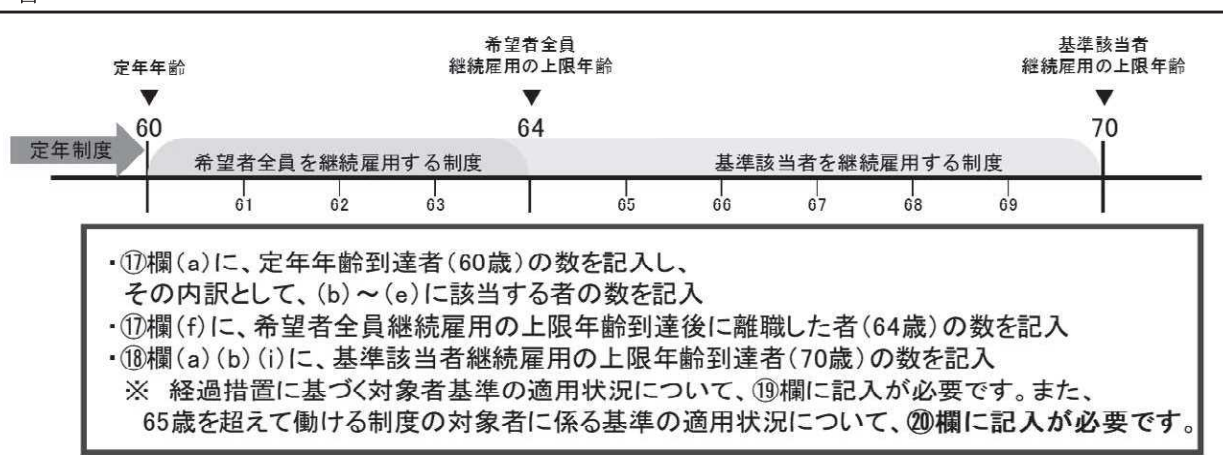 定年年齢
希望者全員
継続雇用の上限年齢
基準該当者
継続雇用の上限年齢
▼ ▼ ▼
60 64 70
定年制度
希望者全員を継続雇用する制度 基準該当者を継続雇用する制度
61 62 63 65 66 67 68 69
・⑰欄(a)に、定年年齢到達者(60歳)の数を記入し、
その内訳として、(b)～(e)に該当する者の数を記入
・⑰欄(f)に、希望者全員継続雇用の上限年齢到達後に離職した者(64歳)の数を記入
・⑱欄(a)(b)(i)に、基準該当者継続雇用の上限年齢到達者(70歳)の数を記入
※ 経過措置に基づく対象者基準の適用状況について、⑲欄に記入が必要です。また、
65歳を超えて働ける制度の対象者に係る基準の適用状況について、⑳欄に記入が必要です。